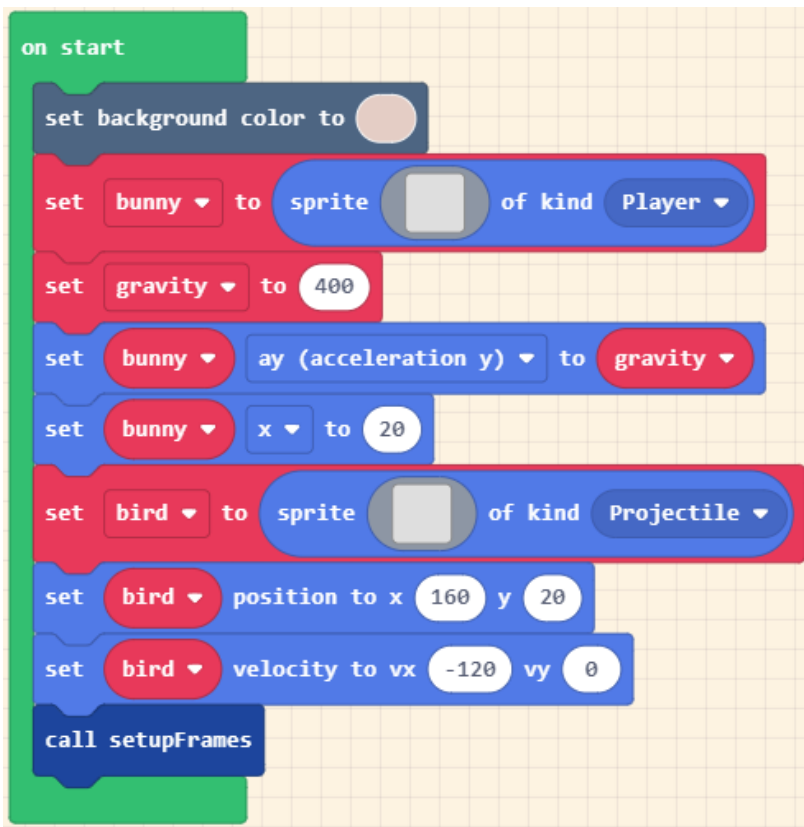 on start
set background color to
set bunny to sprite of kind Player
set gravity to 400
set bunny ay (acceleration y) to gravity
set bunny x to 20
set bird to sprite of kind Projectile
set bird position to x 160 y 20
set bird velocity to vx -120 vy 0
call setupFrames